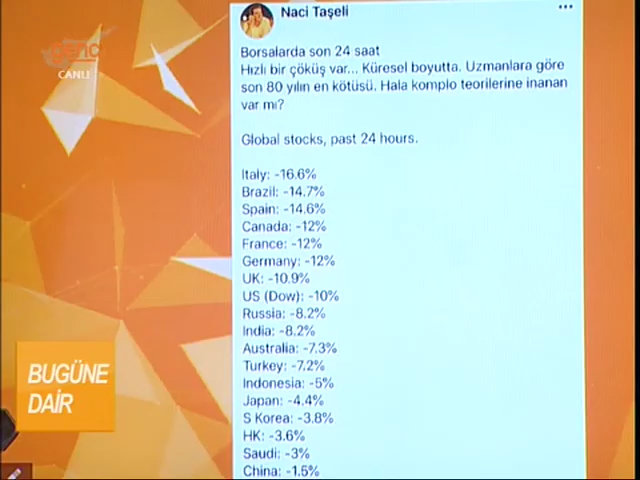 Naci Taşeli
...
genç
CANLI
Borsalarda son 24 saat
Hızlı bir çöküş var... Küresel boyutta. Uzmanlara göre
son 80 yılın en kötüsü. Hala komplo teorilerine inanan
var mı?
Global stocks, past 24 hours.
Italy: -16.6%
Brazil: -14.7%
Spain: -14.6%
Canada: -12%
France: -12%
Germany: -12%
UK: -10.9%
US (Dow): -10%
Russia: -8.2%
India: -8.2%
Australia: -7.3%
Turkey: -7.2%
Indonesia: -5%
Japan: -4.4%
S Korea: -3.8%
HK: -3.6%
Saudi: -3%
China: -1.5%
BUGÜNE
DAİR